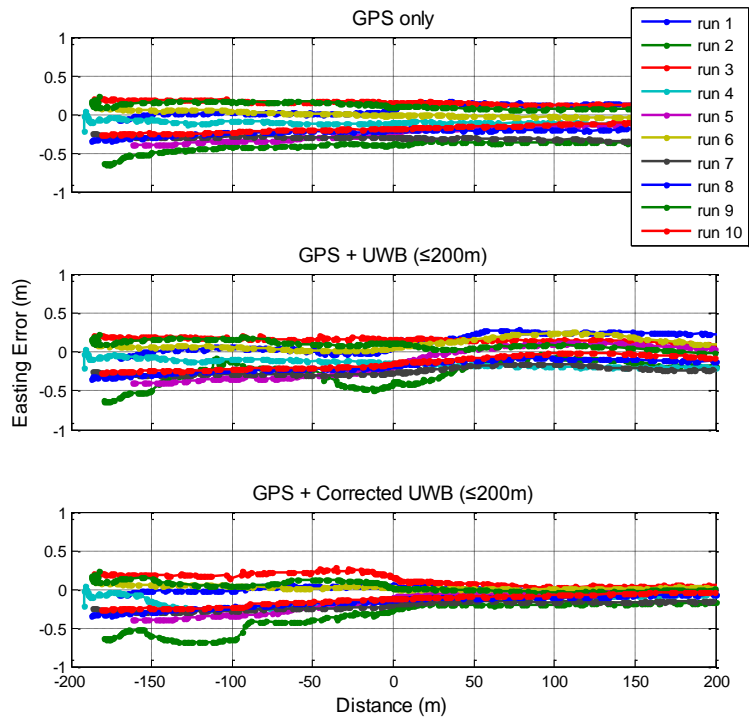 GPS only
1
0.5
0
-0.5
-1
run 1
run 2
run 3
run 4
run 5
run 6
run 7
run 8
run 9
run 10
GPS + UWB (≤200m)
1
0.5
0
-0.5
-1
Easting Error (m)
GPS + Corrected UWB (≤200m)
1
0.5
0
-0.5
-1
-200 -150 -100 -50 0 50 100 150 200
Distance (m)